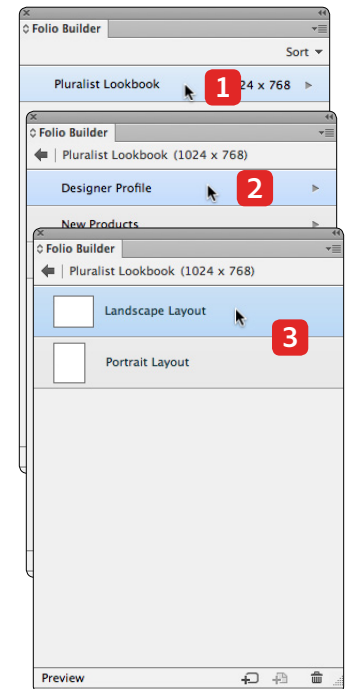 Folio Builder
Sort
Pluralist Lookbook 1 24 x 768
Folio Builder
Pluralist Lookbook (1024 x 768)
Designer Profile 2
New Products
Folio Builder
Pluralist Lookbook (1024 x 768)
Landscape Layout
3
Portrait Layout
Preview